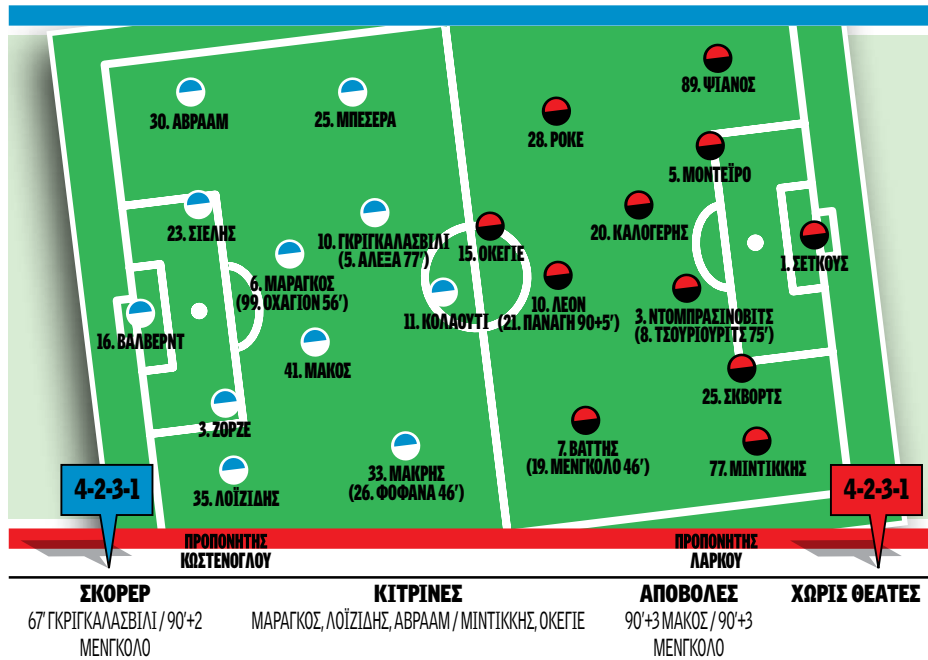 89. ΨΙΑΝΟΣ
30. ΑΒΡΑΑΜ
25. ΜΠΕΣΕΡΑ
28. ΡΟΚΕ
5. ΜΟΝΤΕΪΡΟ
23. ΣΙΕΛΗΣ
10. ΓΚΡΙΓΚΑΛΑΣΒΙΛΙ
(5. ΑΛΕΞΑ 77’)
15. ΟΚΕΓΙΕ
20. ΚΑΛΟΓΕΡΗΣ
1. ΣΕΤΚΟΥΣ
6. ΜΑΡΑΓΚΟΣ
(99. ΟΧΑΓΙΟΝ 56’)
11. ΚΟΛΑΟΥΤΙ
10. ΛΕΟΝ
(21. ΠΑΝΑΓΗ 90+5’)
3. ΝΤΟΜΠΡΑΣΙΝΟΒΙΤΣ
(8. ΤΣΟΥΡΙΟΥΡΙΤΣ 75’)
16. ΒΑΛΒΕΡΝΤ
41. ΜΑΚΟΣ
25. ΣΚΒΟΡΤΣ
3. ΖΟΡΖΕ
7. ΒΑΤΤΗΣ
(19. ΜΕΝΓΚΟΛΟ 46’)
77. ΜΙΝΤΙΚΚΗΣ
35. ΛΟΪΖΙΔΗΣ
33. ΜΑΚΡΗΣ
(26. ΦΟΦΑΝΑ 46’)
4-2-3-1
4-2-3-1
ΠΡΟΠΟΝΗΤΗΣ
ΚΩΣΤΕΝΟΓΛΟΥ
ΠΡΟΠΟΝΗΤΗΣ
ΛΑΡΚΟΥ
ΣΚΟΡΕΡ
67’ ΓΚΡΙΓΚΑΛΑΣΒΙΛΙ / 90’+2
ΜΕΝΓΚΟΛΟ
ΚΙΤΡΙΝΕΣ
ΜΑΡΑΓΚΟΣ, ΛΟΪΖΙΔΗΣ, ΑΒΡΑΑΜ / ΜΙΝΤΙΚΚΗΣ, ΟΚΕΓΙΕ
ΑΠΟΒΟΛΕΣ
90’+3 ΜΑΚΟΣ / 90’+3
ΜΕΝΓΚΟΛΟ
ΧΩΡΙΣ ΘΕΑΤΕΣ